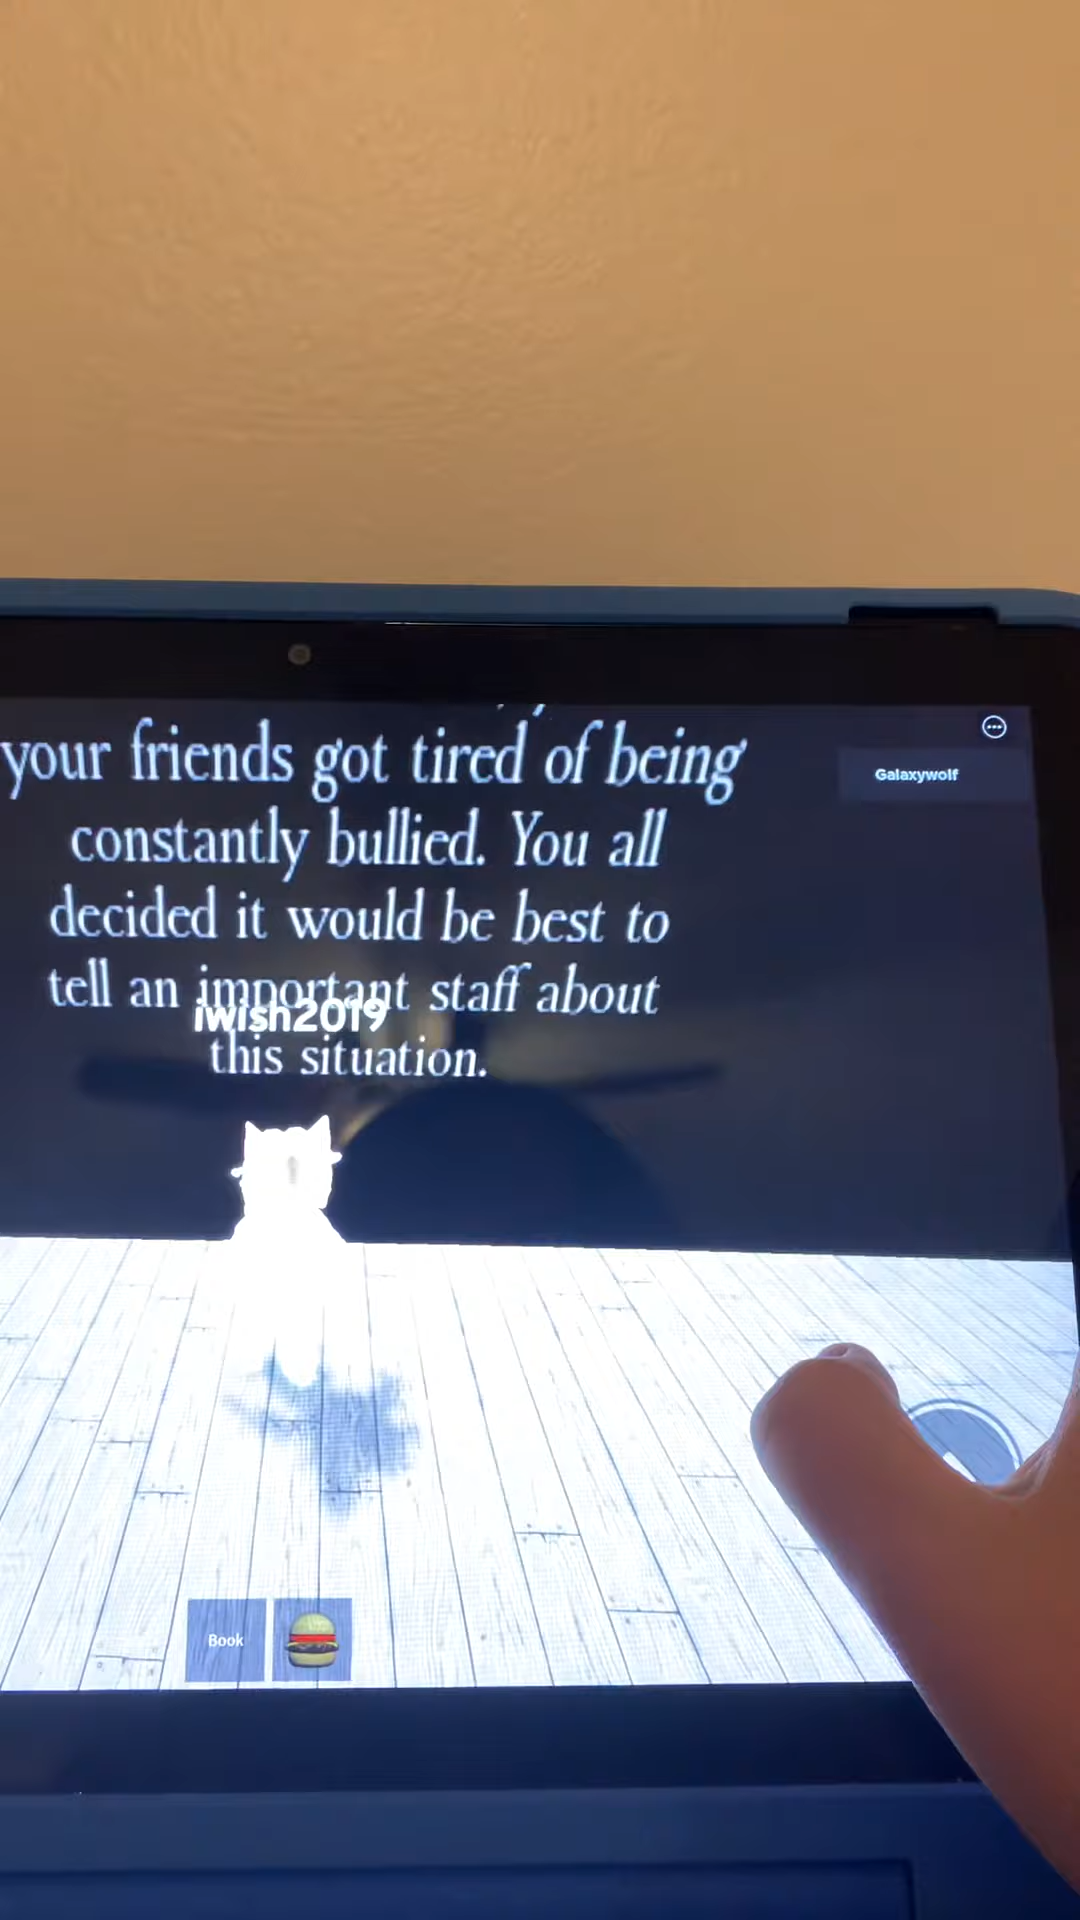 your friends got tired of being
Galaxywolf
constantly bullied. You all
decided it would be best to
tell an important staff about
iwish2019
this situation.
Book